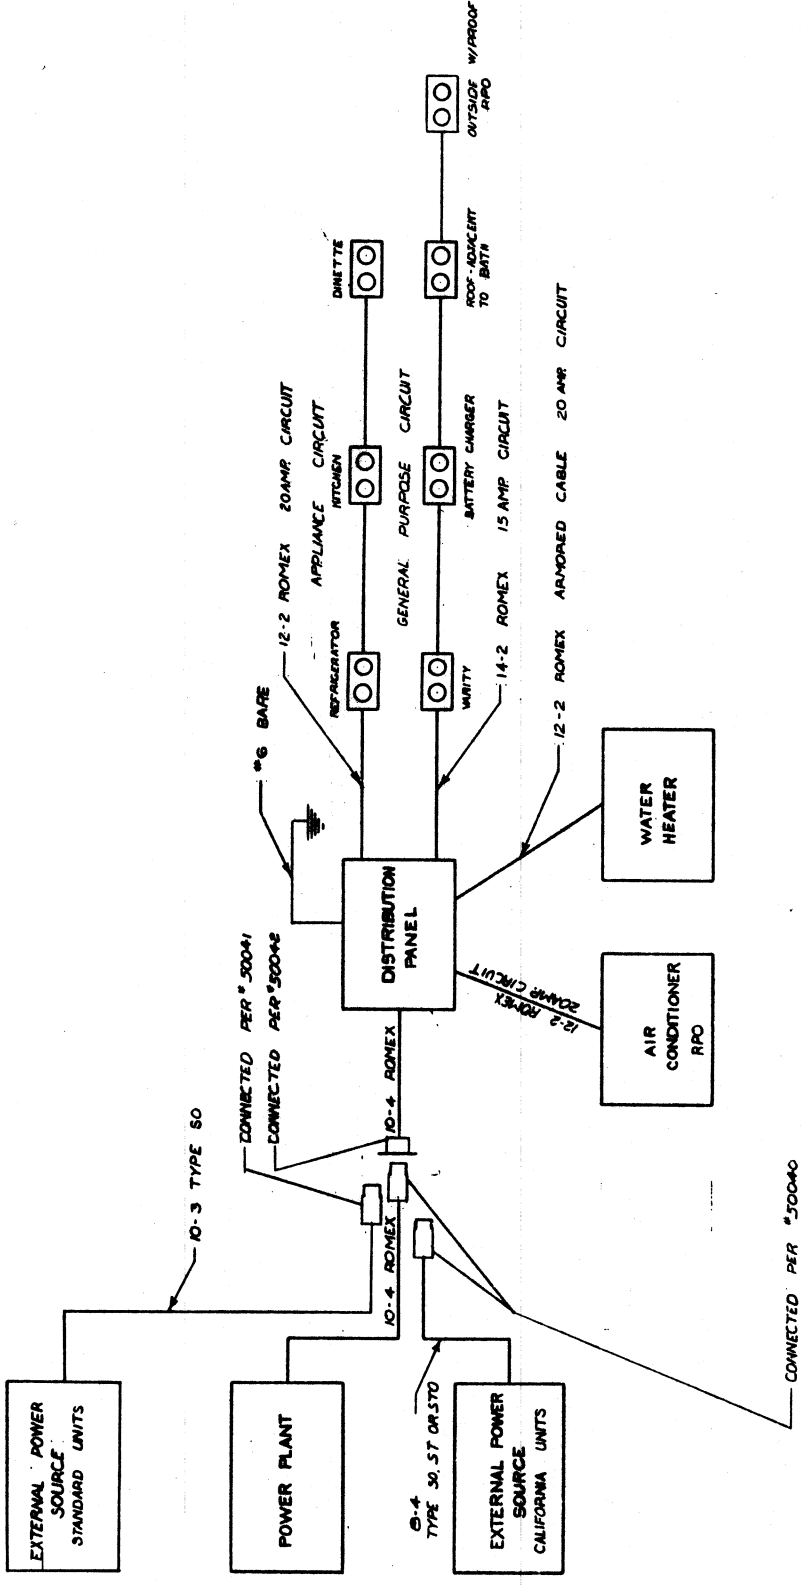 EXTERNAL POWER
SOURCE
STANDARD UNITS
POWER PLANT
EXTERNAL POWER
SOURCE
CALIFORNIA UNITS
10-3 TYPE SO
8-4
TYPE SO, ST OR STO
10-4 ROMEX
10-4 ROMEX
CONNECTED PER #50041
CONNECTED PER #50042
CONNECTED PER #50040
#6 BARE
DISTRIBUTION
PANEL
12-2 ROMEX 20 AMP. CIRCUIT
APPLIANCE CIRCUIT
REFRIGERATOR
KITCHEN
DINETTE
GENERAL PURPOSE CIRCUIT
VARITY
BATTERY CHARGER
ROOF-ADJACENT
TO BATH
OUTSIDE W/PROOF
RPO
14-2 ROMEX 15 AMP CIRCUIT
12-2 ROMEX ARMORED CABLE 20 AMP. CIRCUIT
12-2 ROMEX
20AMP CIRCUIT
WATER
HEATER
AIR
CONDITIONER
RPO